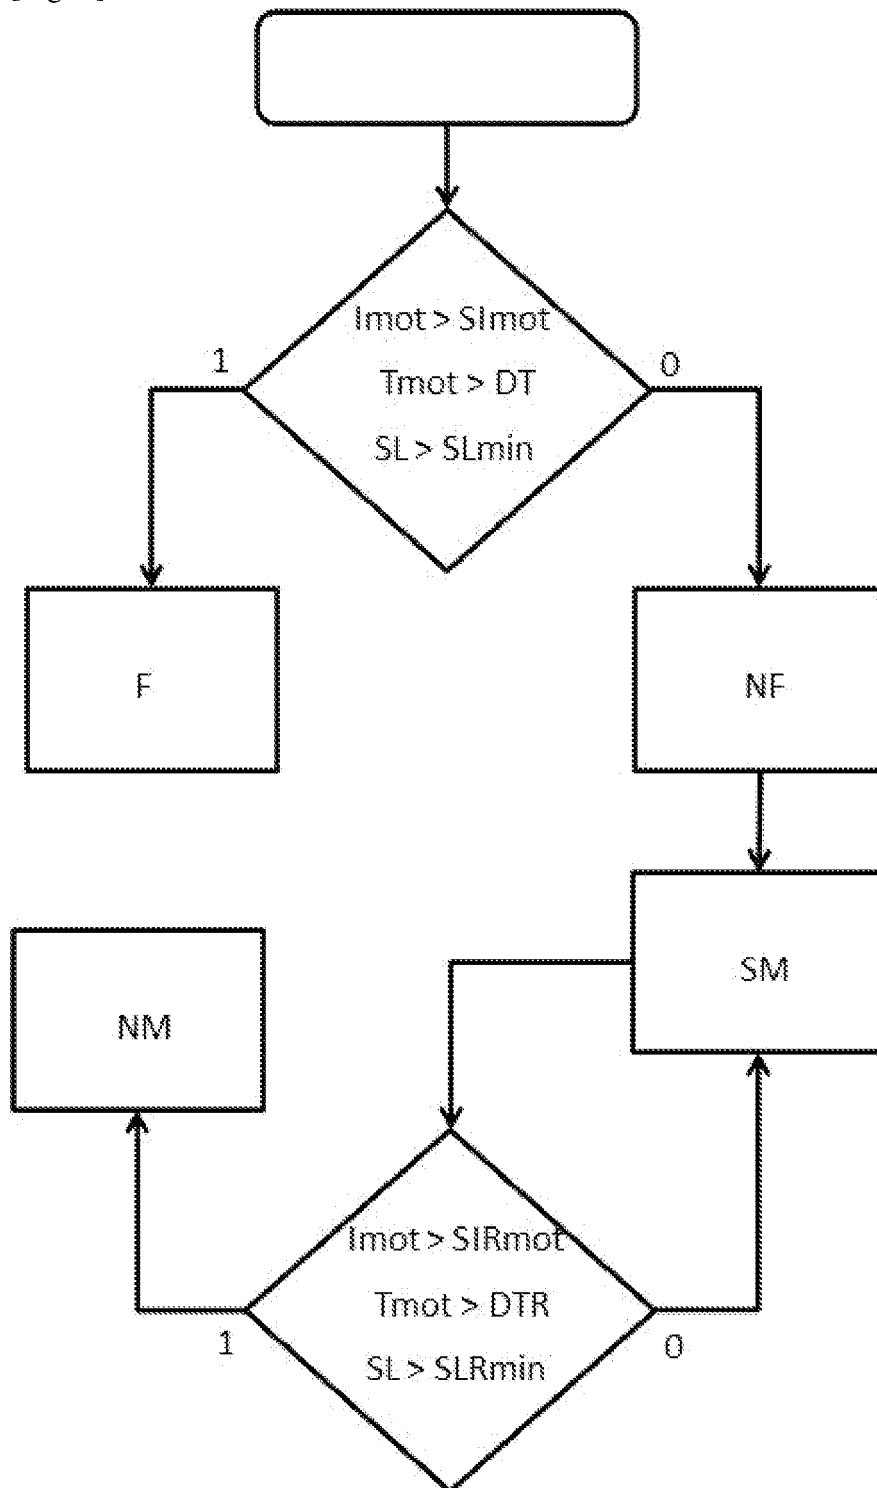 Imot > SImot
Tmot > DT
SL > SLmin
1
0
F
NF
SM
NM
Imot > SIRmot
Tmot > DTR
SL > SLRmin
1
0